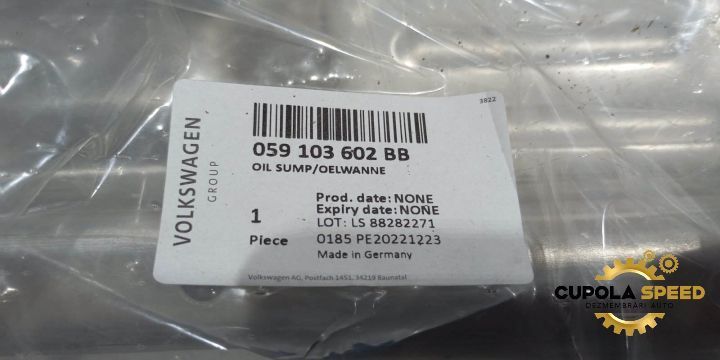 VOLKSWAGEN
GROUP
3822
059 103 602 BB
OIL SUMP/OELWANNE
Prod. date: NONE
Expiry date: NONE
LOT: LS 88282271
1
Piece
0185 PE20221223
Made in Germany
Volkswagen AG, Postfach 1451, 34219 Baunatal
CUPOLA SPEED
DEZMEMBRĂRI AUTO